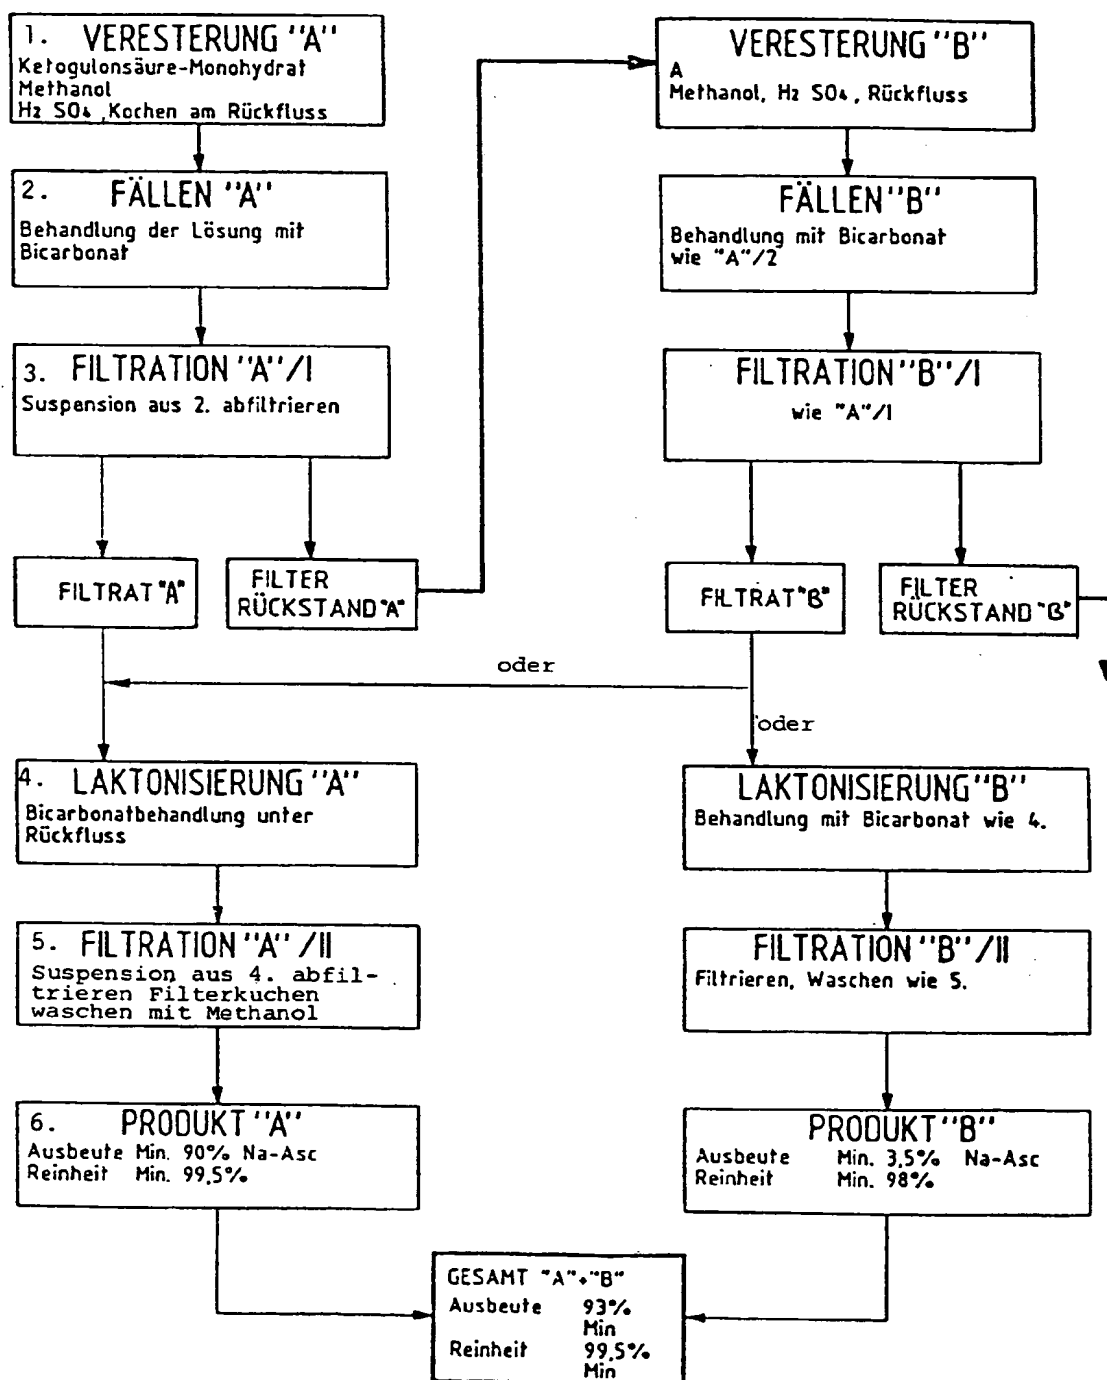 1. VERESTERUNG "A"
Ketogulonsäure-Monohydrat
Methanol
H2 SO4, Kochen am Rückfluss
2. FÄLLEN "A"
Behandlung der Lösung mit
Bicarbonat
3. FILTRATION "A"/I
Suspension aus 2. abfiltrieren
FILTRAT "A"
FILTER
RÜCKSTAND "A"
VERESTERUNG "B"
A
Methanol, H2 SO4, Rückfluss
FÄLLEN "B"
Behandlung mit Bicarbonat
wie "A"/2
FILTRATION "B"/I
wie "A"/I
FILTRAT "B"
FILTER
RÜCKSTAND "B"
oder
oder
4. LAKTONISIERUNG "A"
Bicarbonatbehandlung unter
Rückfluss
5. FILTRATION "A" /II
Suspension aus 4. abfil-
trieren Filterkuchen
waschen mit Methanol
6. PRODUKT "A"
Ausbeute Min. 90% Na-Asc
Reinheit Min. 99,5%
LAKTONISIERUNG "B"
Behandlung mit Bicarbonat wie 4.
FILTRATION "B"/II
Filtrieren, Waschen wie 5.
PRODUKT "B"
Ausbeute Min. 3,5% Na-Asc
Reinheit Min. 98%
GESAMT "A"+"B"
Ausbeute 93%
Min
Reinheit 99,5%
Min